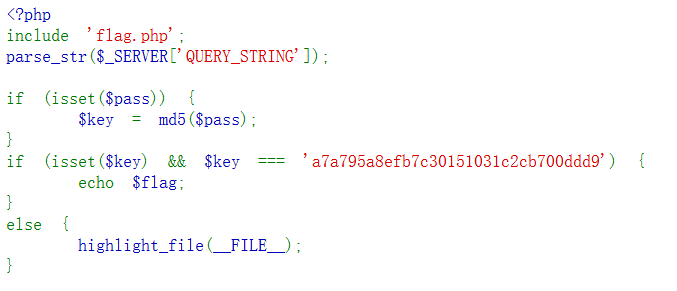 <?php
include 'flag.php';
parse_str($_SERVER['QUERY_STRING']);
if (isset($pass)) {
$key = md5($pass);
}
if (isset($key) && $key === 'a7a795a8efb7c30151031c2cb700ddd9') {
echo $flag;
}
else {
highlight_file(__FILE__);
}